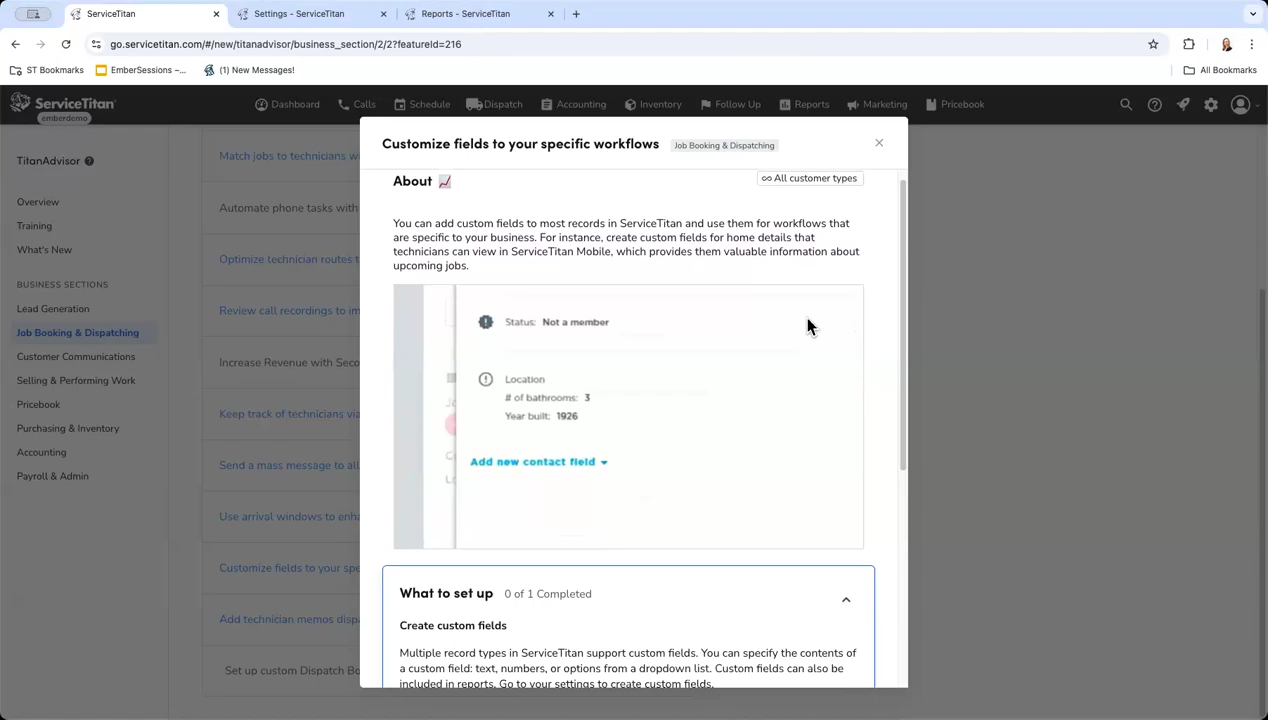 ServiceTitan
Settings - ServiceTitan
Reports - ServiceTitan
go.servicetitan.com/#/new/titanadvisor/business_section/2/2?featureId=216
ST Bookmarks
EmberSessions –...
(1) New Messages!
All Bookmarks
ServiceTitan
emberdemo
Dashboard
Calls
Schedule
Dispatch
Accounting
Inventory
Follow Up
Reports
Marketing
Pricebook
TitanAdvisor
Overview
Training
What's New
BUSINESS SECTIONS
Lead Generation
Job Booking & Dispatching
Customer Communications
Selling & Performing Work
Pricebook
Purchasing & Inventory
Accounting
Payroll & Admin
Match jobs to technicians
Automate phone tasks with
Optimize technician routes
Review call recordings to
Increase Revenue with
Keep track of technicians
Send a mass message to all
Use arrival windows to
Customize fields to your
Add technician memos
Set up custom Dispatch
Customize fields to your specific workflows
Job Booking & Dispatching
About
All customer types
You can add custom fields to most records in ServiceTitan and use them for workflows that
are specific to your business. For instance, create custom fields for home details that
technicians can view in ServiceTitan Mobile, which provides them valuable information about
upcoming jobs.
Status: Not a member
Location
# of bathrooms: 3
Year built: 1926
Add new contact field
What to set up 0 of 1 Completed
Create custom fields
Multiple record types in ServiceTitan support custom fields. You can specify the contents of
a custom field: text, numbers, or options from a dropdown list. Custom fields can also be
included in reports. Go to your settings to create custom fields.